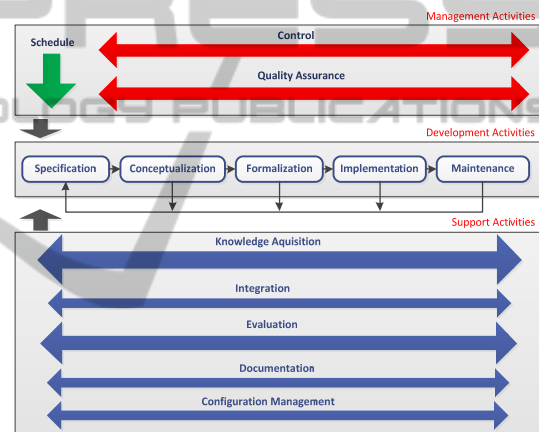 Management Activities
Schedule
Control
Quality Assurance
Development Activities
Specification
Conceptualization
Formalization
Implementation
Maintenance
Support Activities
Knowledge Aquisition
Integration
Evaluation
Documentation
Configuration Management